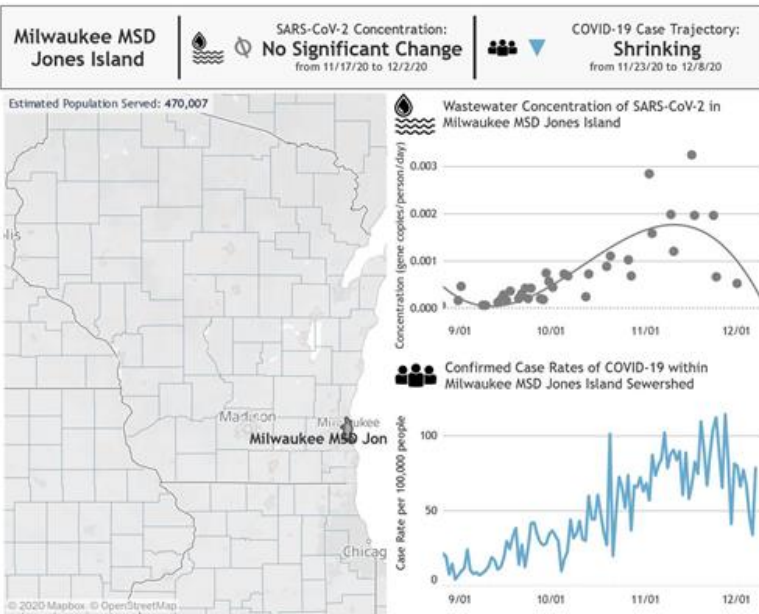 Milwaukee MSD
Jones Island
SARS-CoV-2 Concentration:
No Significant Change
from 11/17/20 to 12/2/20
COVID-19 Case Trajectory:
Shrinking
from 11/23/20 to 12/8/20
Estimated Population Served: 470,007
lis
Madison
Milwaukee
Milwaukee MSD Jon
Chicag
© 2020 Mapbox © OpenStreetMap
Wastewater Concentration of SARS-CoV-2 in
Milwaukee MSD Jones Island
Concentration (gene copies/person/day)
0.003
0.002
0.001
0.000
9/01 10/01 11/01 12/01
Confirmed Case Rates of COVID-19 within
Milwaukee MSD Jones Island Sewershed
Case Rate per 100,000 people
100
50
0
9/01 10/01 11/01 12/01